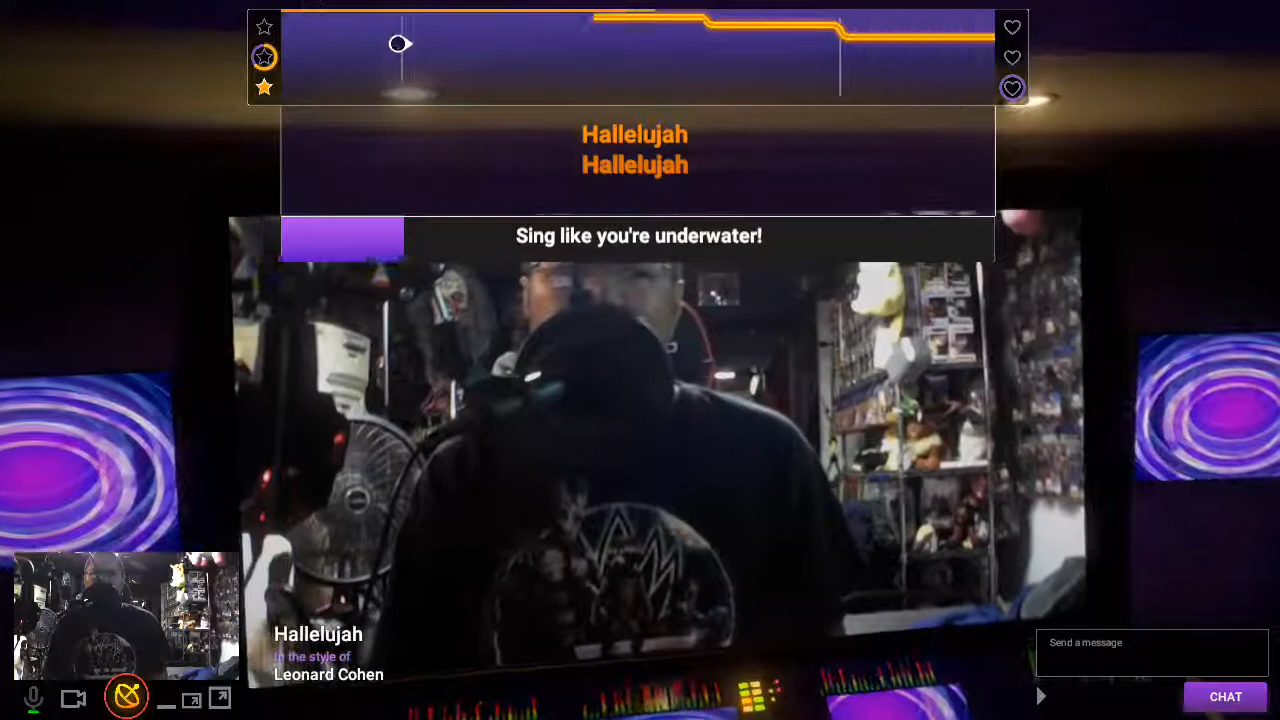 Hallelujah
Hallelujah
Sing like you're underwater!
Hallelujah
In the style of
Leonard Cohen
Send a message
CHAT